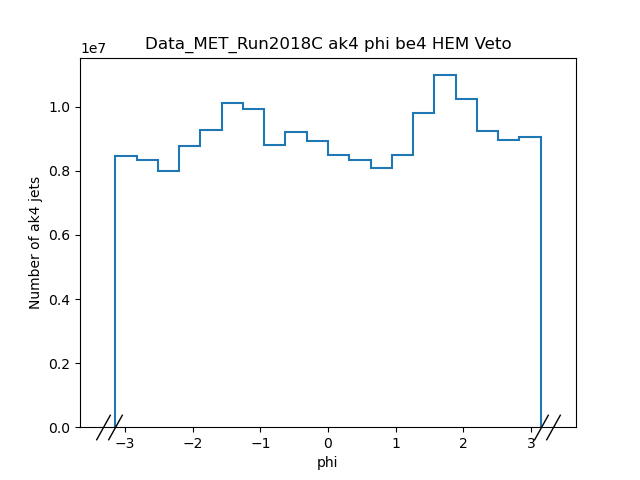 Data_MET_Run2018C ak4 phi be4 HEM Veto
1e7
1.0
0.8
0.6
0.4
0.2
0.0
Number of ak4 jets
−3 −2 −1 0 1 2 3
phi